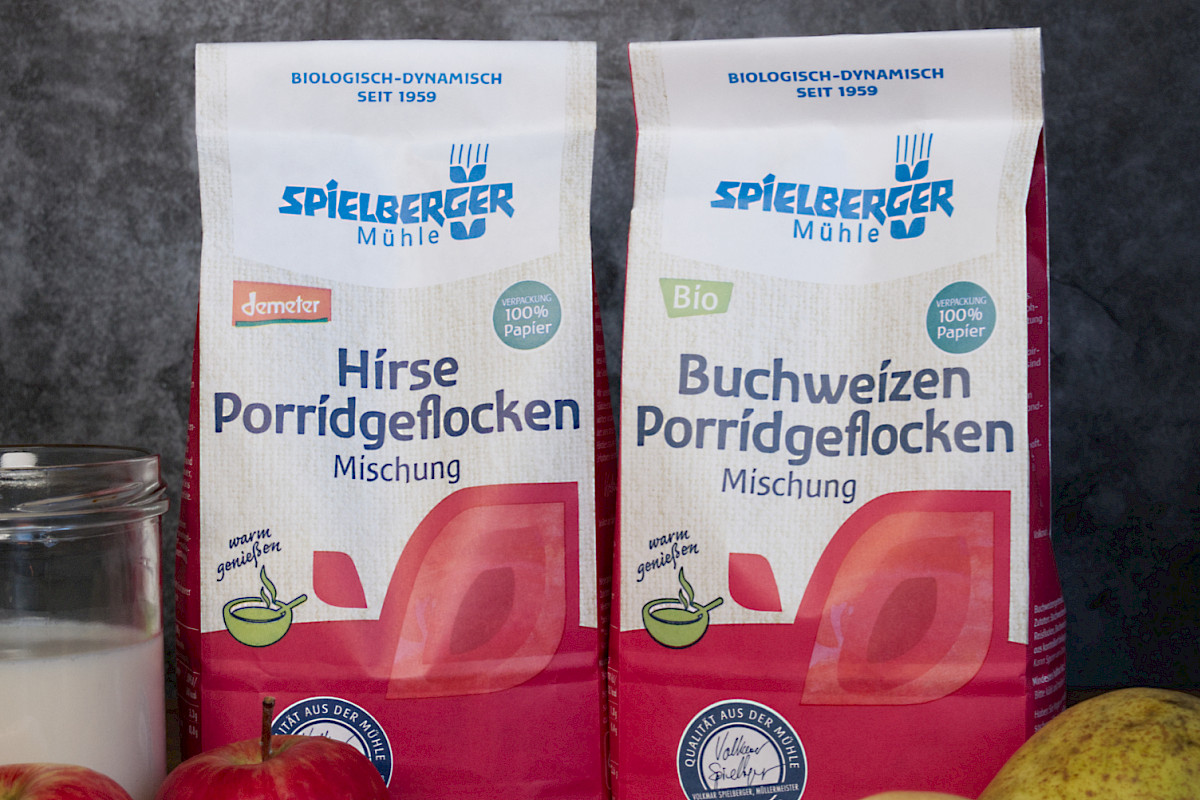 BIOLOGISCH-DYNAMISCH
SEIT 1959
SPIELBERGER
Mühle
demeter
VERPACKUNG
100%
Papier
Hirse
Porridgeflocken
Mischung
warm
genießen
QUALITÄT AUS DER MÜHLE
BIOLOGISCH-DYNAMISCH
SEIT 1959
SPIELBERGER
Mühle
Bio
VERPACKUNG
100%
Papier
Buchweizen
Porridgeflocken
Mischung
warm
genießen
QUALITÄT AUS DER MÜHLE
Volkmar
Spielberger
VOLKMAR SPIELBERGER, MÜLLERMEISTER